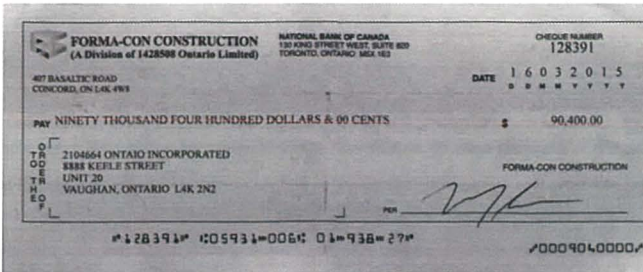 FORMA-CON CONSTRUCTION
(A Division of 1428508 Ontario Limited)
407 BASALTIC ROAD
CONCORD, ON L4K 4W8
NATIONAL BANK OF CANADA
130 KING STREET WEST, SUITE 820
TORONTO, ONTARIO M5X 1E2
CHEQUE NUMBER
128391
DATE 1 6 0 3 2 0 1 5
D D M M Y Y Y Y
PAY NINETY THOUSAND FOUR HUNDRED DOLLARS & 00 CENTS $ 90,400.00
TO THE ORDER OF
2104664 ONTAIO INCORPORATED
8888 KEELE STREET
UNIT 20
VAUGHAN, ONTARIO L4K 2N2
FORMA-CON CONSTRUCTION
PER
⑈128391⑈ ⑆05931⑉006⑆ 01⑉938⑉27⑈
⑇0009040000⑇